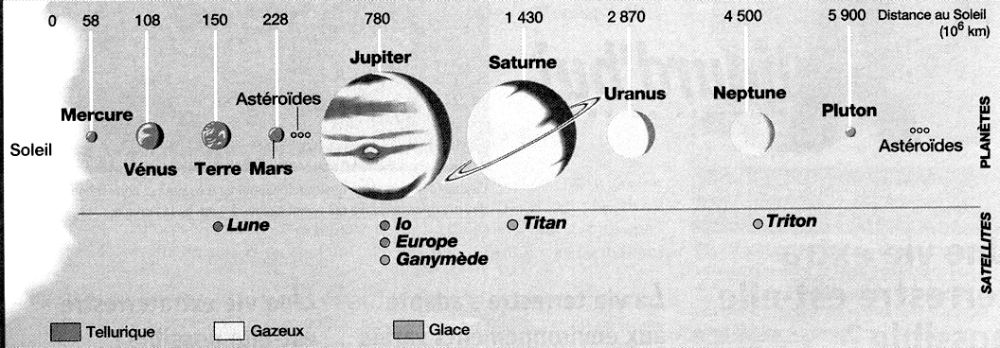 0 58 108 150 228 780 1 430 2 870 4 500 5 900 Distance au Soleil
(10⁶ km)
Jupiter
Saturne
Astéroïdes
Uranus
Neptune
Mercure
Pluton
Soleil
Astéroïdes
Vénus
Terre
Mars
PLANÈTES
Lune
Io
Europe
Ganymède
Titan
Triton
SATELLITES
Tellurique
Gazeux
Glace